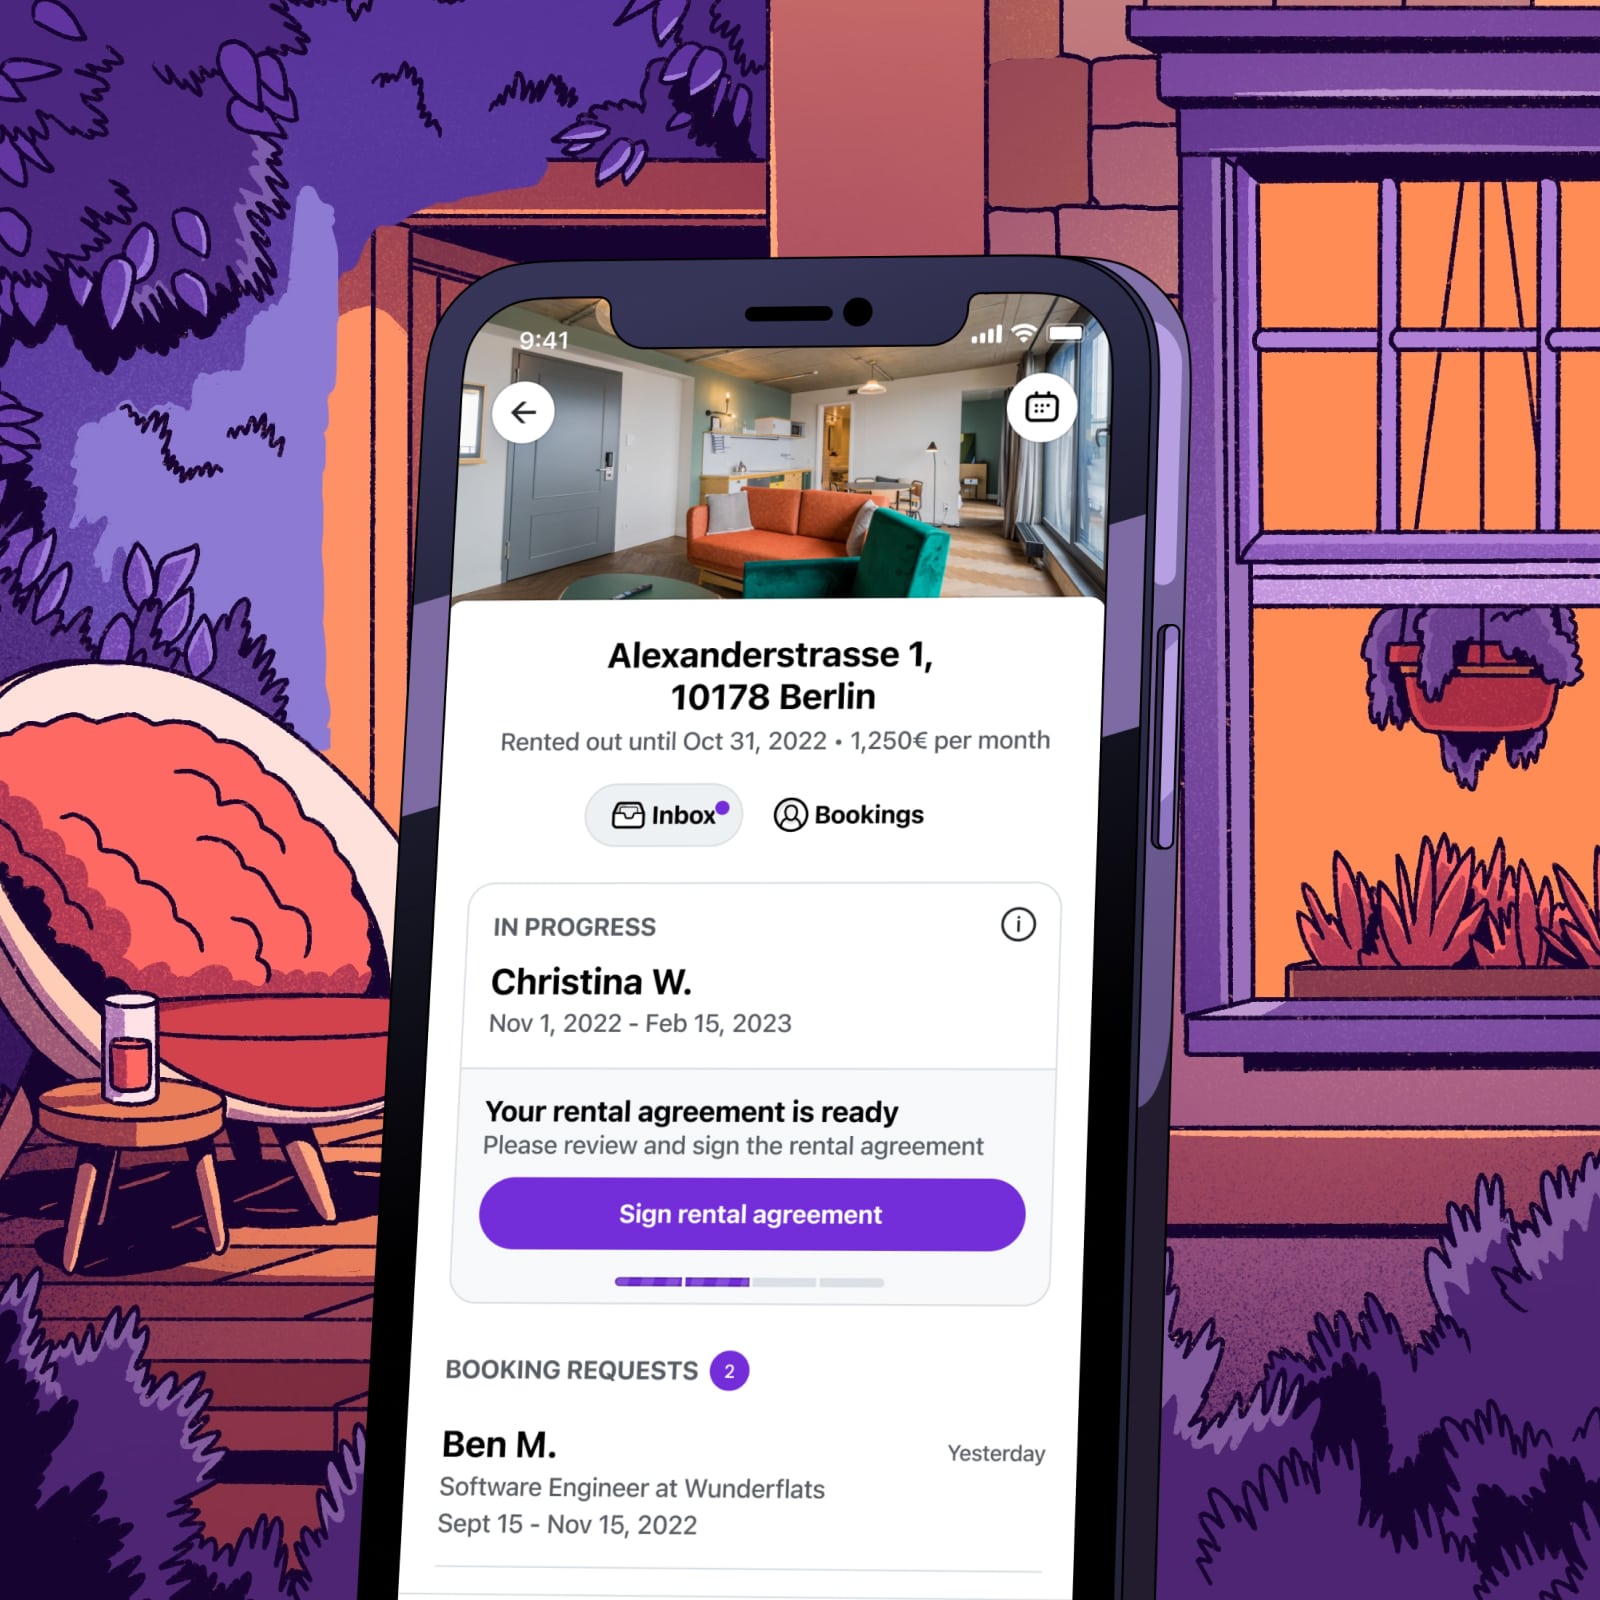 9:41
Alexanderstrasse 1,
10178 Berlin
Rented out until Oct 31, 2022 • 1,250€ per month
Inbox
Bookings
IN PROGRESS
Christina W.
Nov 1, 2022 - Feb 15, 2023
Your rental agreement is ready
Please review and sign the rental agreement
Sign rental agreement
BOOKING REQUESTS 2
Ben M.
Yesterday
Software Engineer at Wunderflats
Sept 15 - Nov 15, 2022